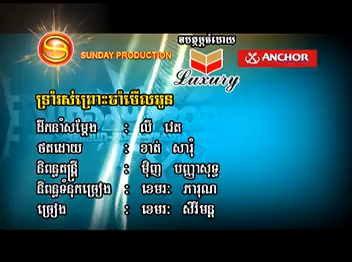 ឧបត្ថម្ភដោយ
SUNDAY PRODUCTION
Luxury
ANCHOR
ទ្រាំរស់ព្រោះចាំមើលអូន
ដឹកនាំសម្តែង : លី វេត
ថតដោយ : ខាត់ សារុំ
និពន្ធតន្ត្រី : ម៉ិញ បញ្ញាសុទ្ធ
និពន្ធទំនុកច្រៀង : ខេមរៈ ភារុណ
ច្រៀង : ខេមរៈ សិរីមន្ត